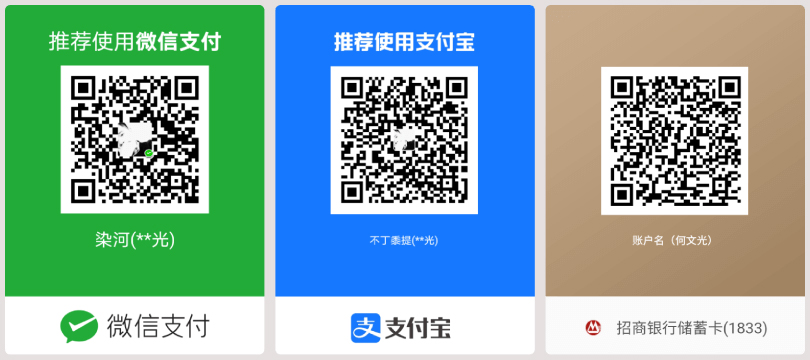 推荐使用微信支付
染河(**光)
微信支付
推荐使用支付宝
不丁黍提(**光)
支付宝
账户名（何文光）
招商银行储蓄卡(1833)